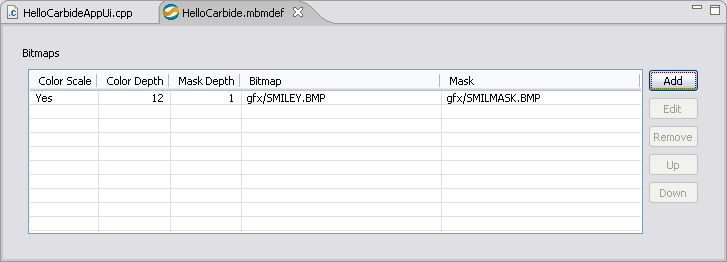 HelloCarbideAppUi.cpp HelloCarbide.mbmdef
Bitmaps
Color Scale Color Depth Mask Depth Bitmap Mask
Yes 12 1 gfx/SMILEY.BMP gfx/SMILMASK.BMP
Add
Edit
Remove
Up
Down